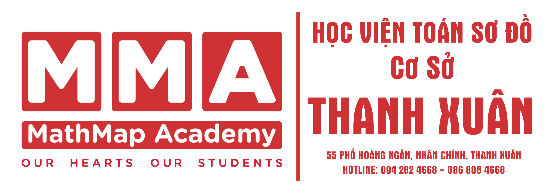 MMA
MathMap Academy
OUR HEARTS OUR STUDENTS
HỌC VIỆN TOÁN SƠ ĐỒ
CƠ SỞ
THANH XUÂN
55 PHỐ HOÀNG NGÂN, NHÂN CHÍNH, THANH XUÂN
HOTLINE: 094 282 4668 - 086 808 4668